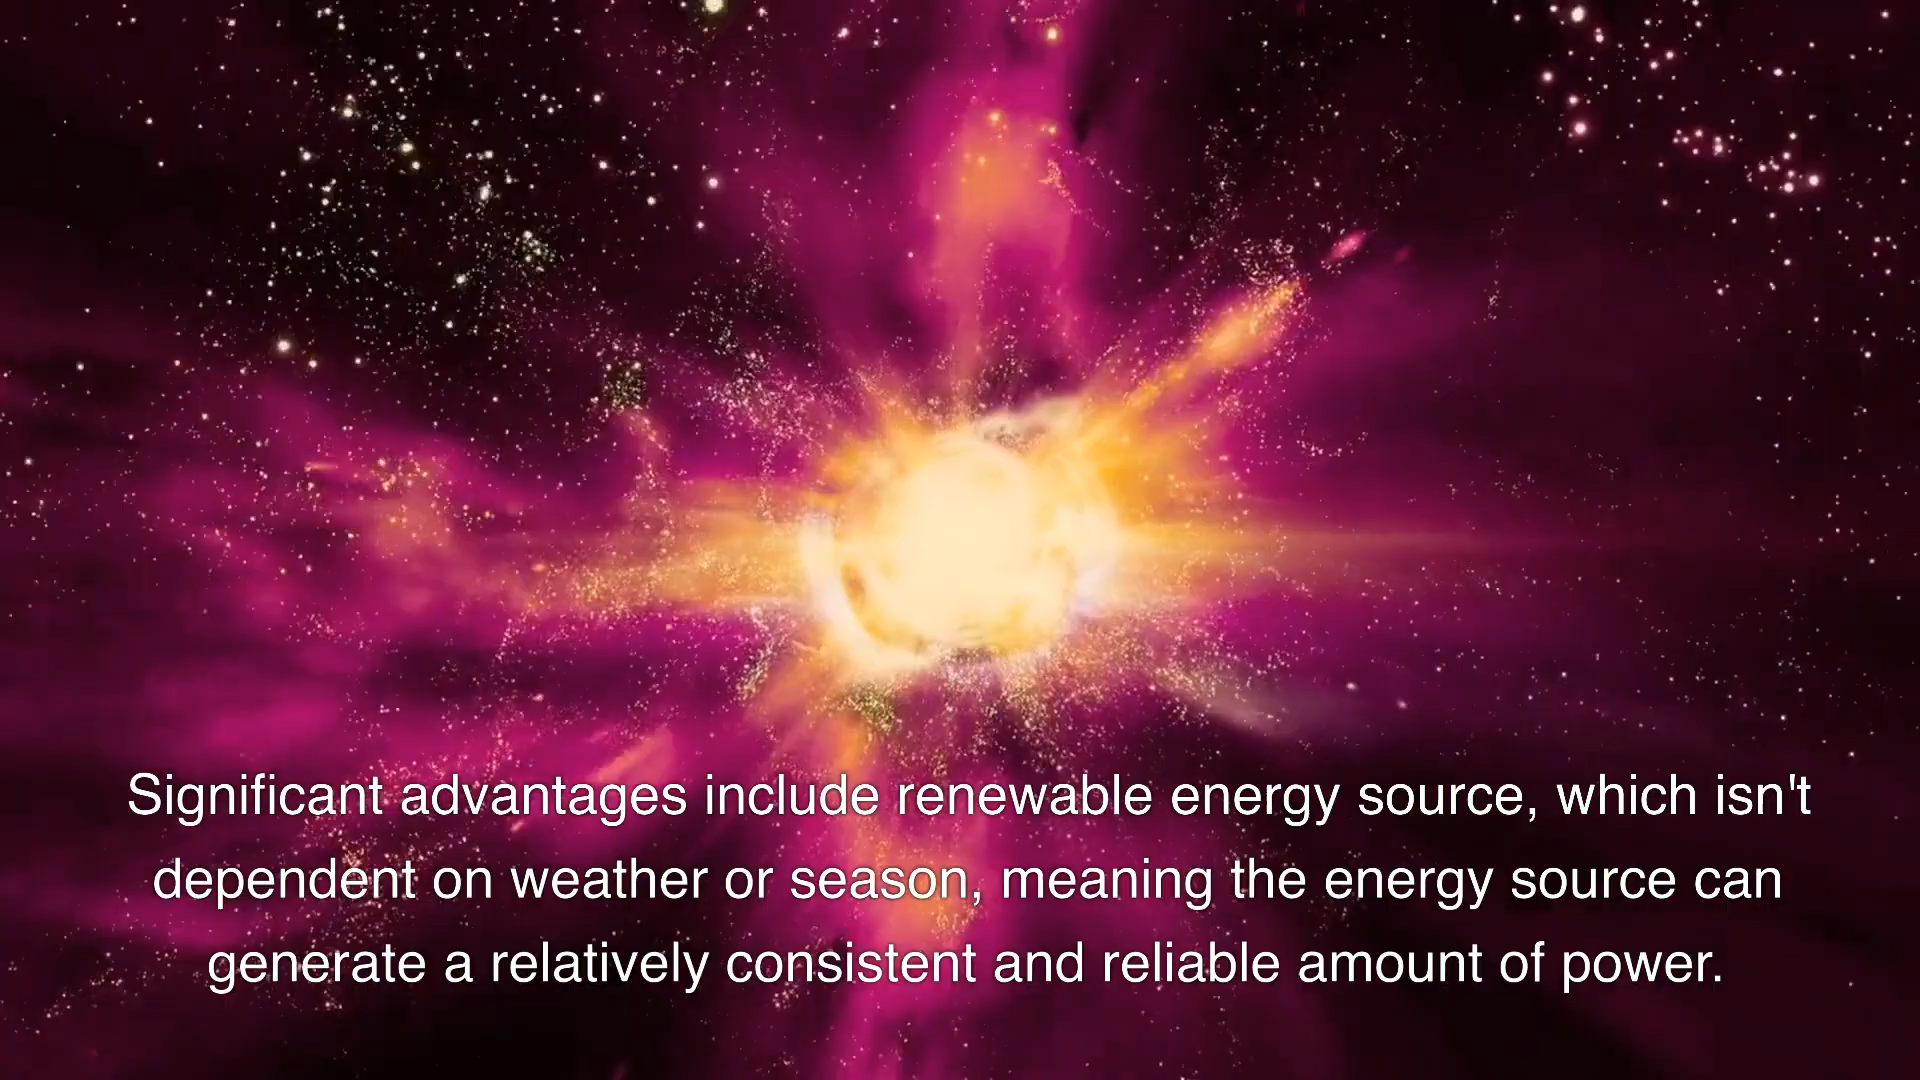 Significant advantages include renewable energy source, which isn't
dependent on weather or season, meaning the energy source can
generate a relatively consistent and reliable amount of power.